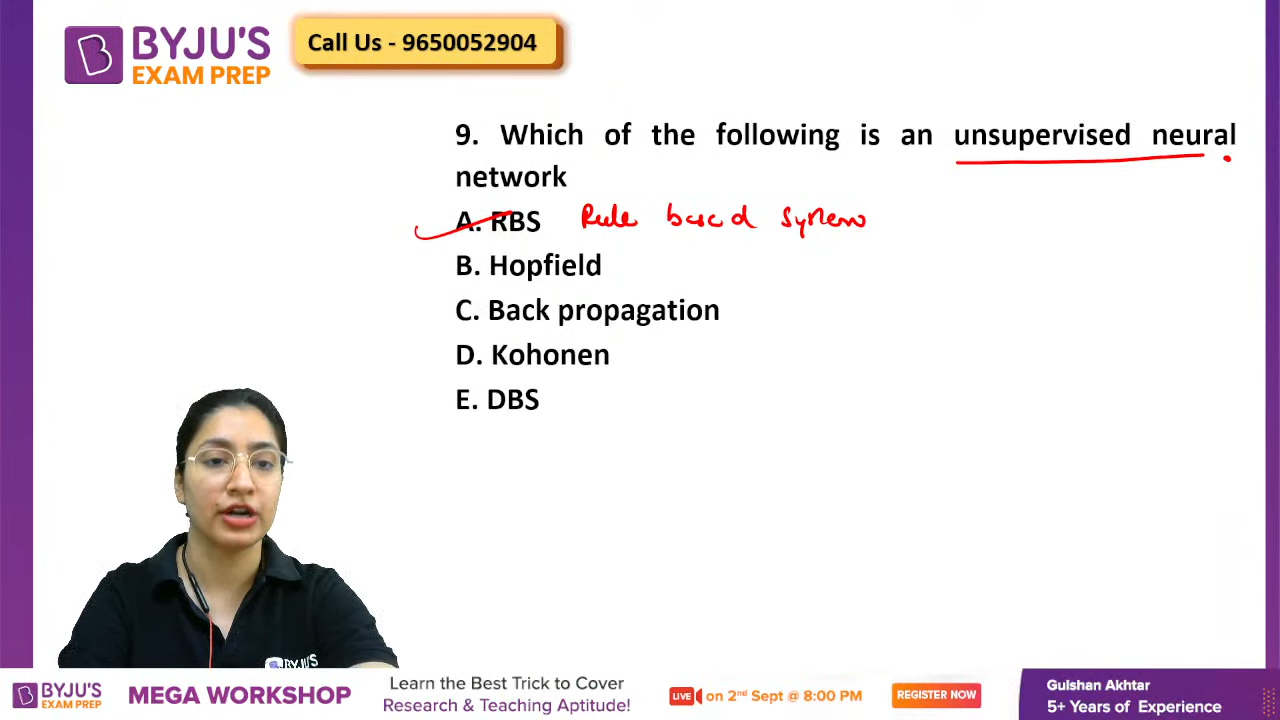 BYJU'S
EXAM PREP
Call Us - 9650052904
9. Which of the following is an unsupervised neural
network
A. RBS Rule based System
B. Hopfield
C. Back propagation
D. Kohonen
E. DBS
BYJU'S
BYJU'S
EXAM PREP
MEGA WORKSHOP
Learn the Best Trick to Cover
Research & Teaching Aptitude!
LIVE on 2nd Sept @ 8:00 PM
REGISTER NOW
Gulshan Akhtar
5+ Years of Experience